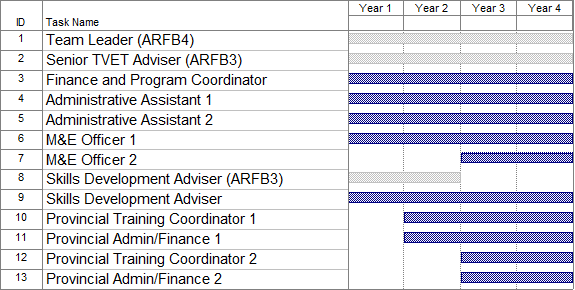 Year 1 Year 2 Year 3 Year 4
ID Task Name
1 Team Leader (ARFB4)
2 Senior TVET Adviser (ARFB3)
3 Finance and Program Coordinator
4 Administrative Assistant 1
5 Administrative Assistant 2
6 M&E Officer 1
7 M&E Officer 2
8 Skills Development Adviser (ARFB3)
9 Skills Development Adviser
10 Provincial Training Coordinator 1
11 Provincial Admin/Finance 1
12 Provincial Training Coordinator 2
13 Provincial Admin/Finance 2